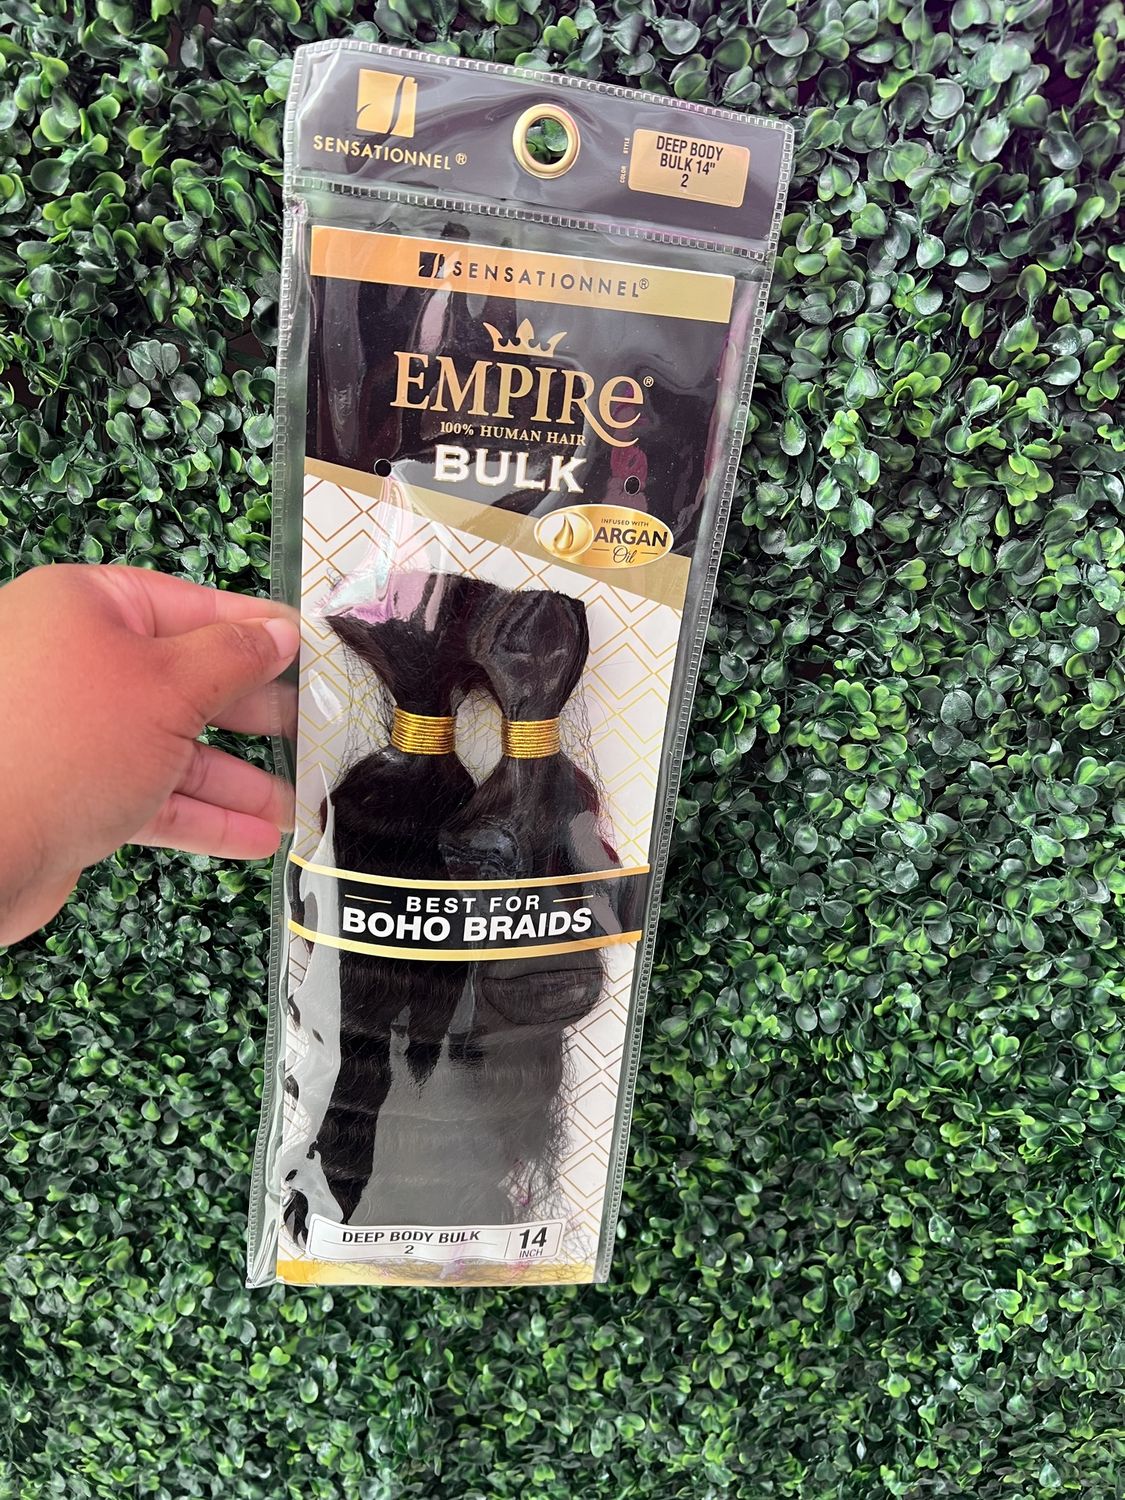 SENSATIONNEL®
STYLE
COLOR
DEEP BODY
BULK 14"
2
SENSATIONNEL®
EMPIRe®
100% HUMAN HAIR
BULK
INFUSED WITH
ARGAN
Oil
BEST FOR
BOHO BRAIDS
DEEP BODY BULK
2
14
INCH